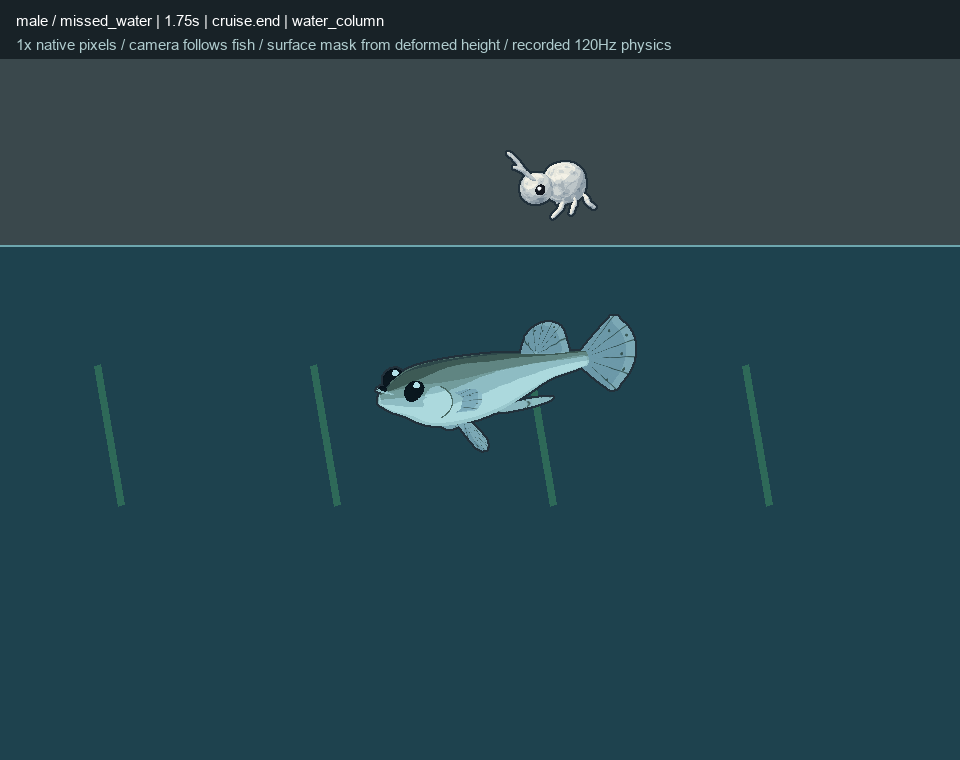 male / missed_water | 1.75s | cruise.end | water_column
1x native pixels / camera follows fish / surface mask from deformed height / recorded 120Hz physics